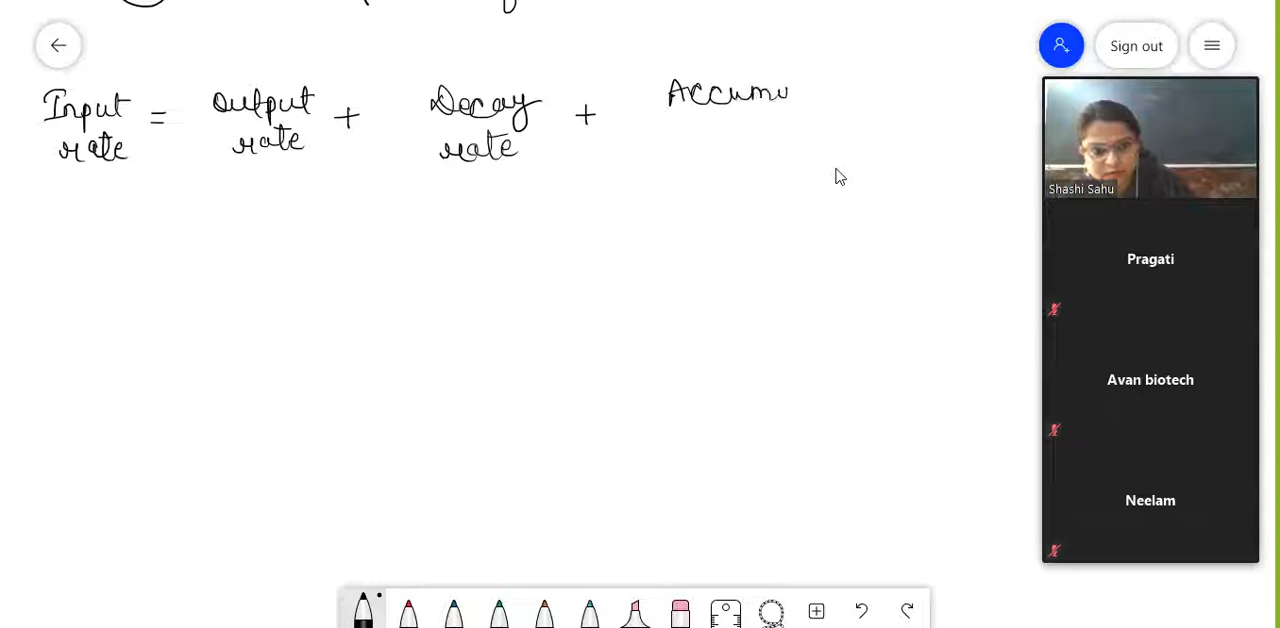 Sign out
Input rate = Output rate + Decay rate + Accumu
Shashi Sahu
Pragati
Avan biotech
Neelam